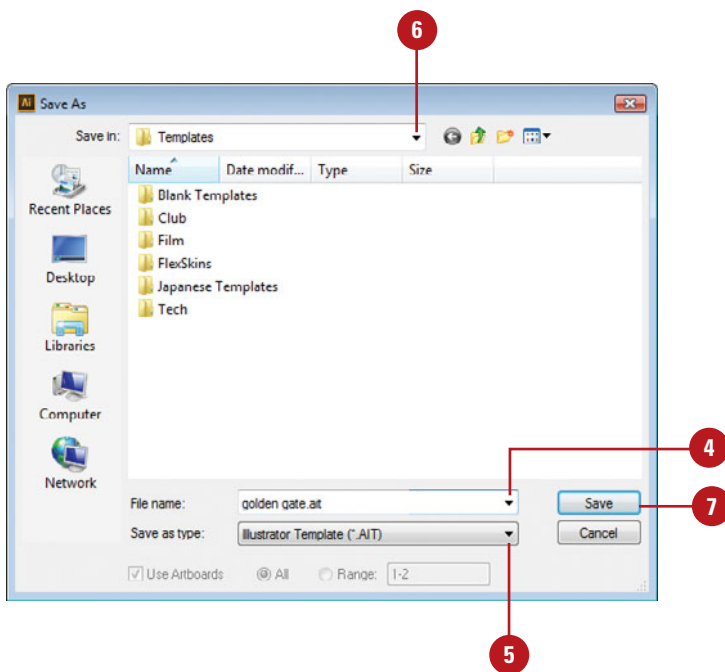 6
Ai Save As
Save in: Templates
Name Date modif... Type Size
Blank Templates
Club
Film
FlexSkins
Japanese Templates
Tech
Recent Places
Desktop
Libraries
Computer
Network
4
File name: golden gate.ait Save
7
Save as type: Illustrator Template (*.AIT) Cancel
Use Artboards All Range: 1-2
5